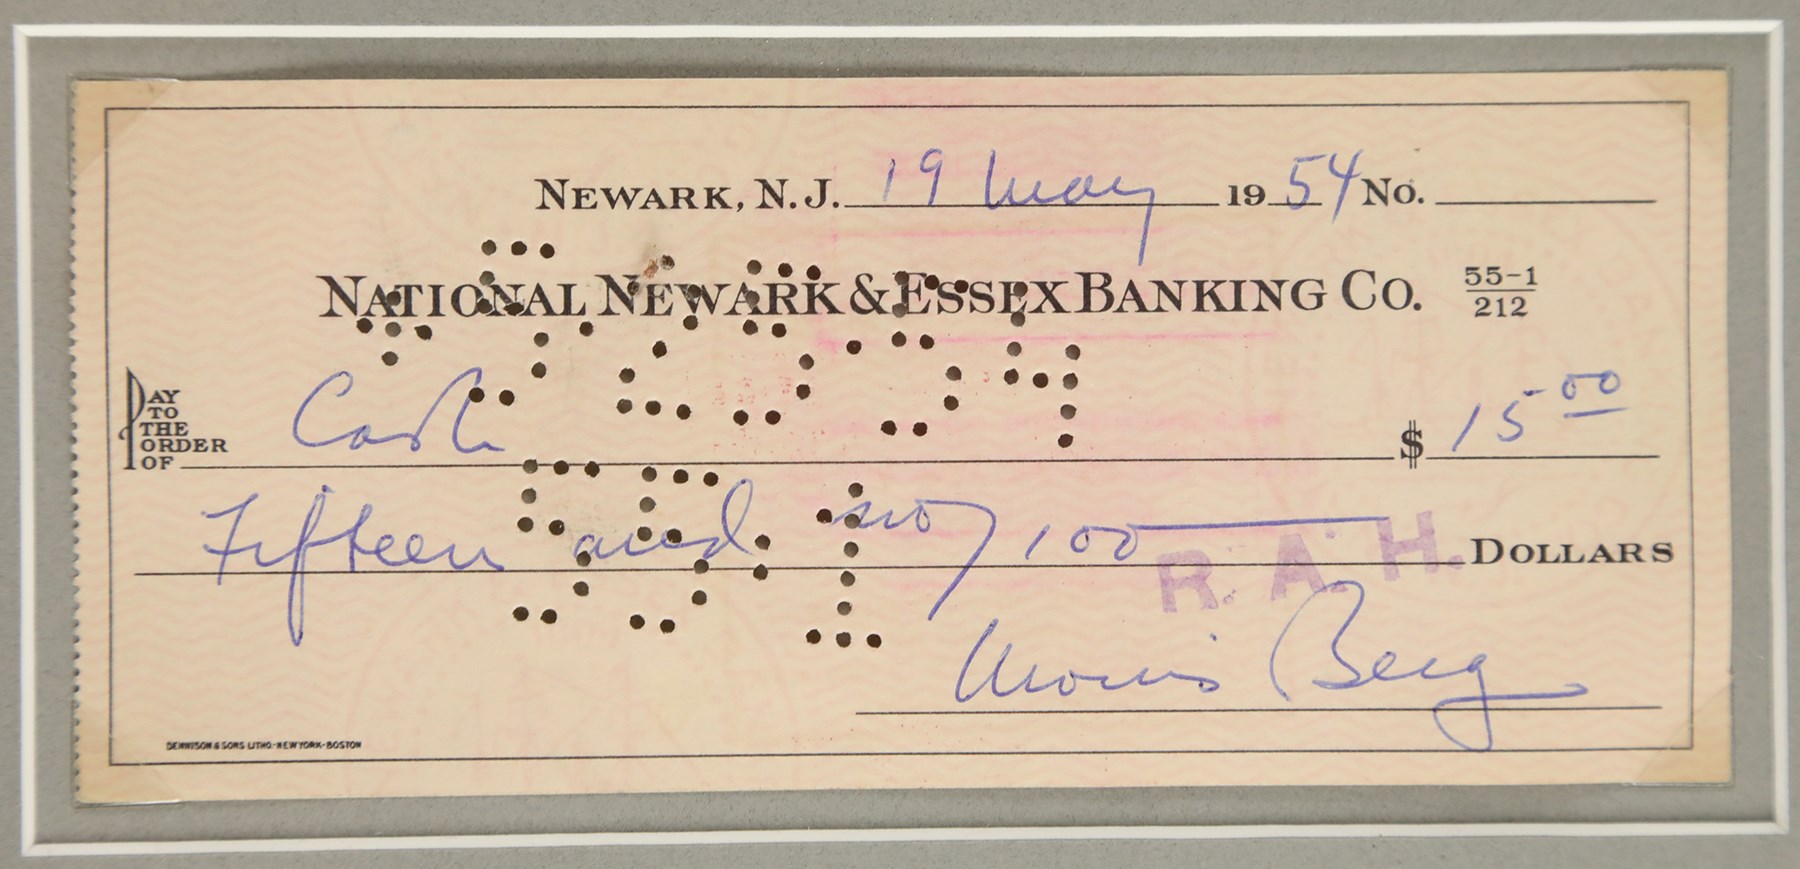 NEWARK, N. J. 19 May 1954 No.
NATIONAL NEWARK & ESSEX BANKING CO. 55-1/212
PAY TO THE ORDER OF Cash $ 15 00
Fifteen and no/100 DOLLARS
R. A. H.
Morris Berg
DENNISON & SONS LITHO.-NEW YORK-BOSTON